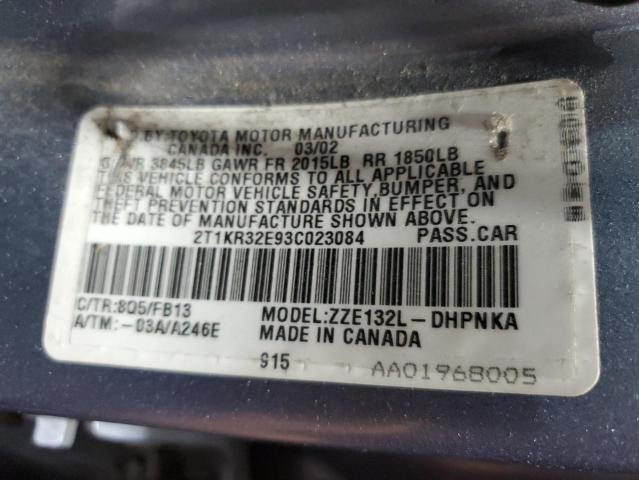 BY TOYOTA MOTOR MANUFACTURING
CANADA INC. 03/02
3845LB GAWR FR 2015LB RR 1850LB
THIS VEHICLE CONFORMS TO ALL APPLICABLE
FEDERAL MOTOR VEHICLE SAFETY, BUMPER, AND
THEFT PREVENTION STANDARDS IN EFFECT ON
THE DATE OF MANUFACTURE SHOWN ABOVE.
2T1KR32E93C023084 PASS.CAR
C/TR:8Q5/FB13 MODEL:ZZE132L-DHPNKA
A/TM:-03A/A246E MADE IN CANADA
915 AA01968005